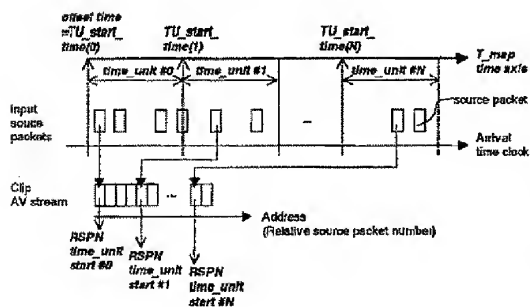 offset time
=TU_start_
time(0)
TU_start_
time(1)
TU_start_
time(N)
T_map
time axis
time_unit #0
time_unit #1
time_unit #N
source packet
Input
souce
packets
...
Arrival
time clock
Clip
AV stream
...
Address
(Relative source packet number)
RSPN
time_unit
start #0
RSPN
time_unit
start #1
RSPN
time_unit
start #N